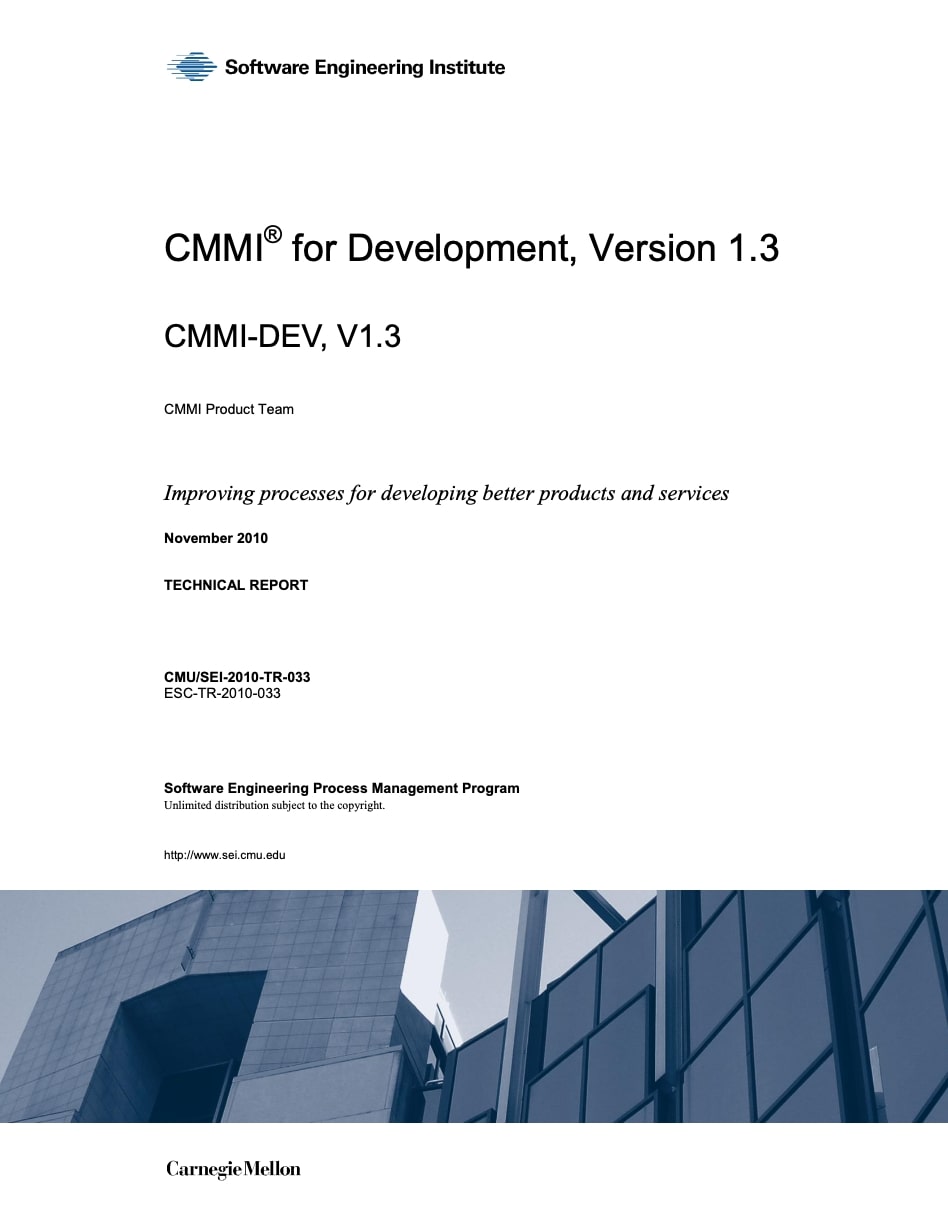 Software Engineering Institute
CMMI® for Development, Version 1.3
CMMI-DEV, V1.3
CMMI Product Team
Improving processes for developing better products and services
November 2010
TECHNICAL REPORT
CMU/SEI-2010-TR-033
ESC-TR-2010-033
Software Engineering Process Management Program
Unlimited distribution subject to the copyright.
http://www.sei.cmu.edu
Carnegie Mellon